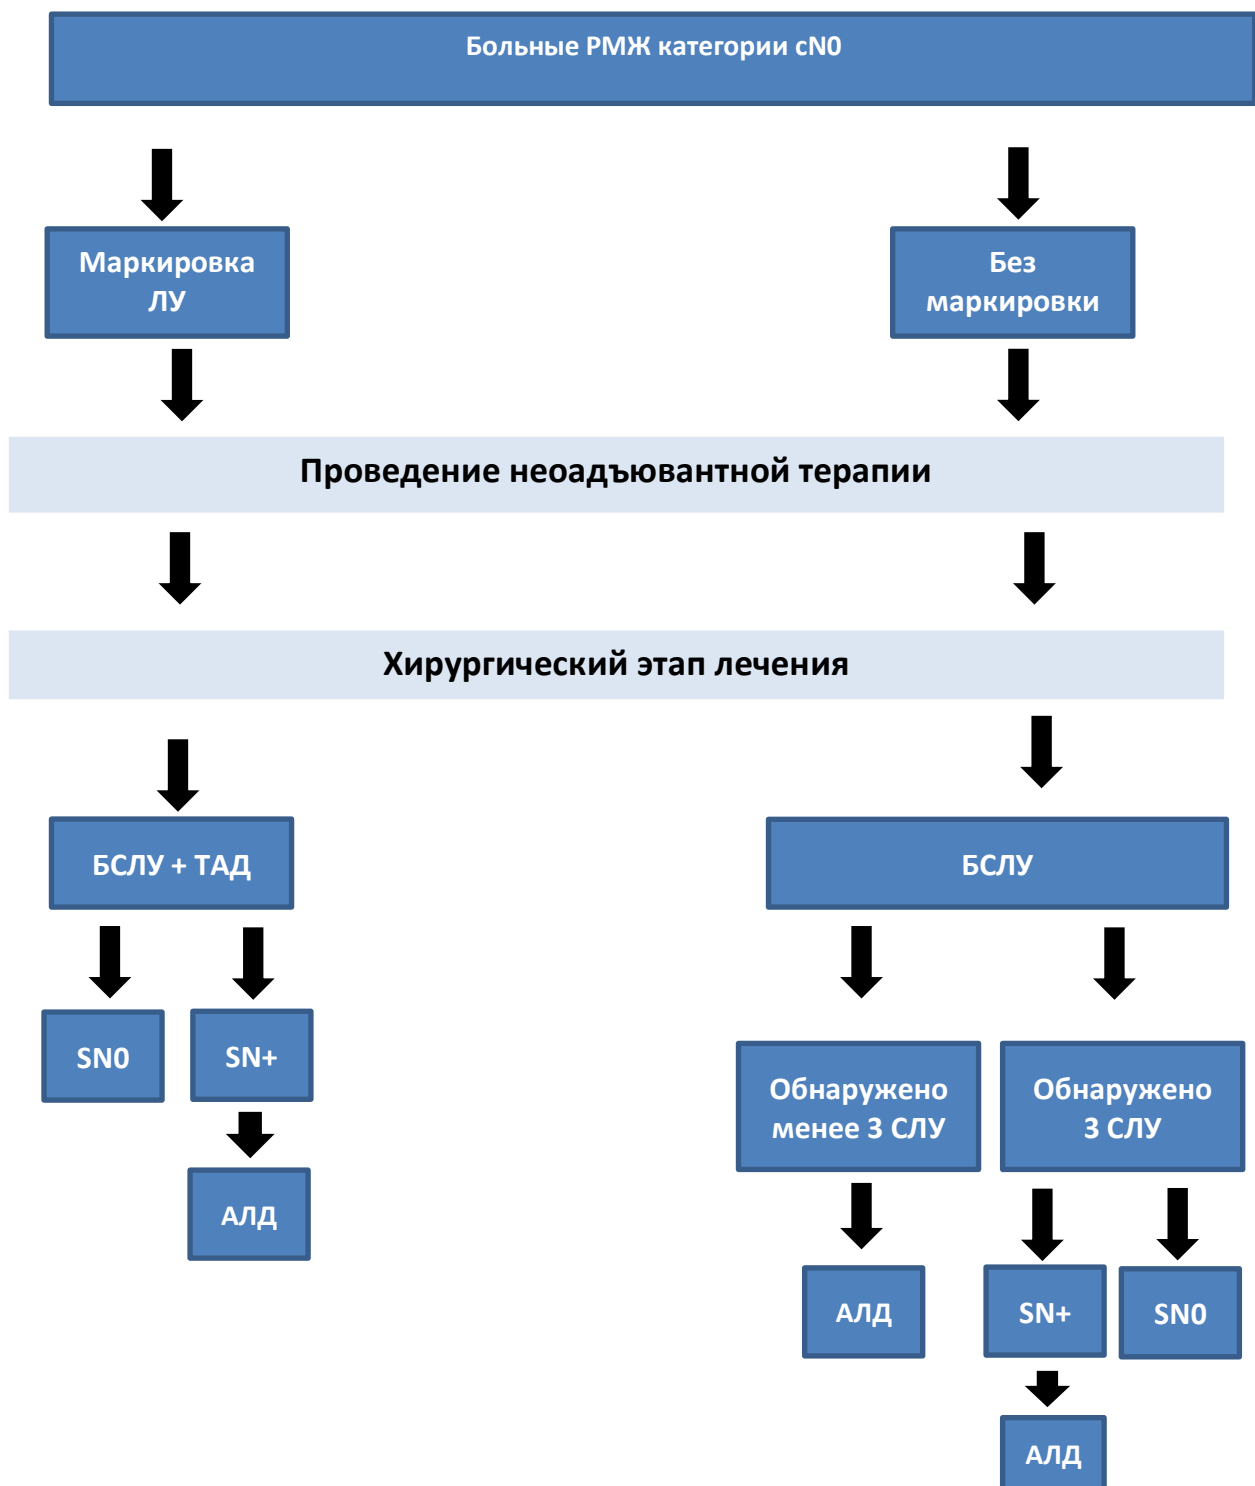 Больные РМЖ категории cN0
Маркировка
ЛУ
Без
маркировки
Проведение неоадъювантной терапии
Хирургический этап лечения
БСЛУ + ТАД
БСЛУ
SN0
SN+
Обнаружено
менее 3 СЛУ
Обнаружено
3 СЛУ
АЛД
АЛД
SN+
SN0
АЛД